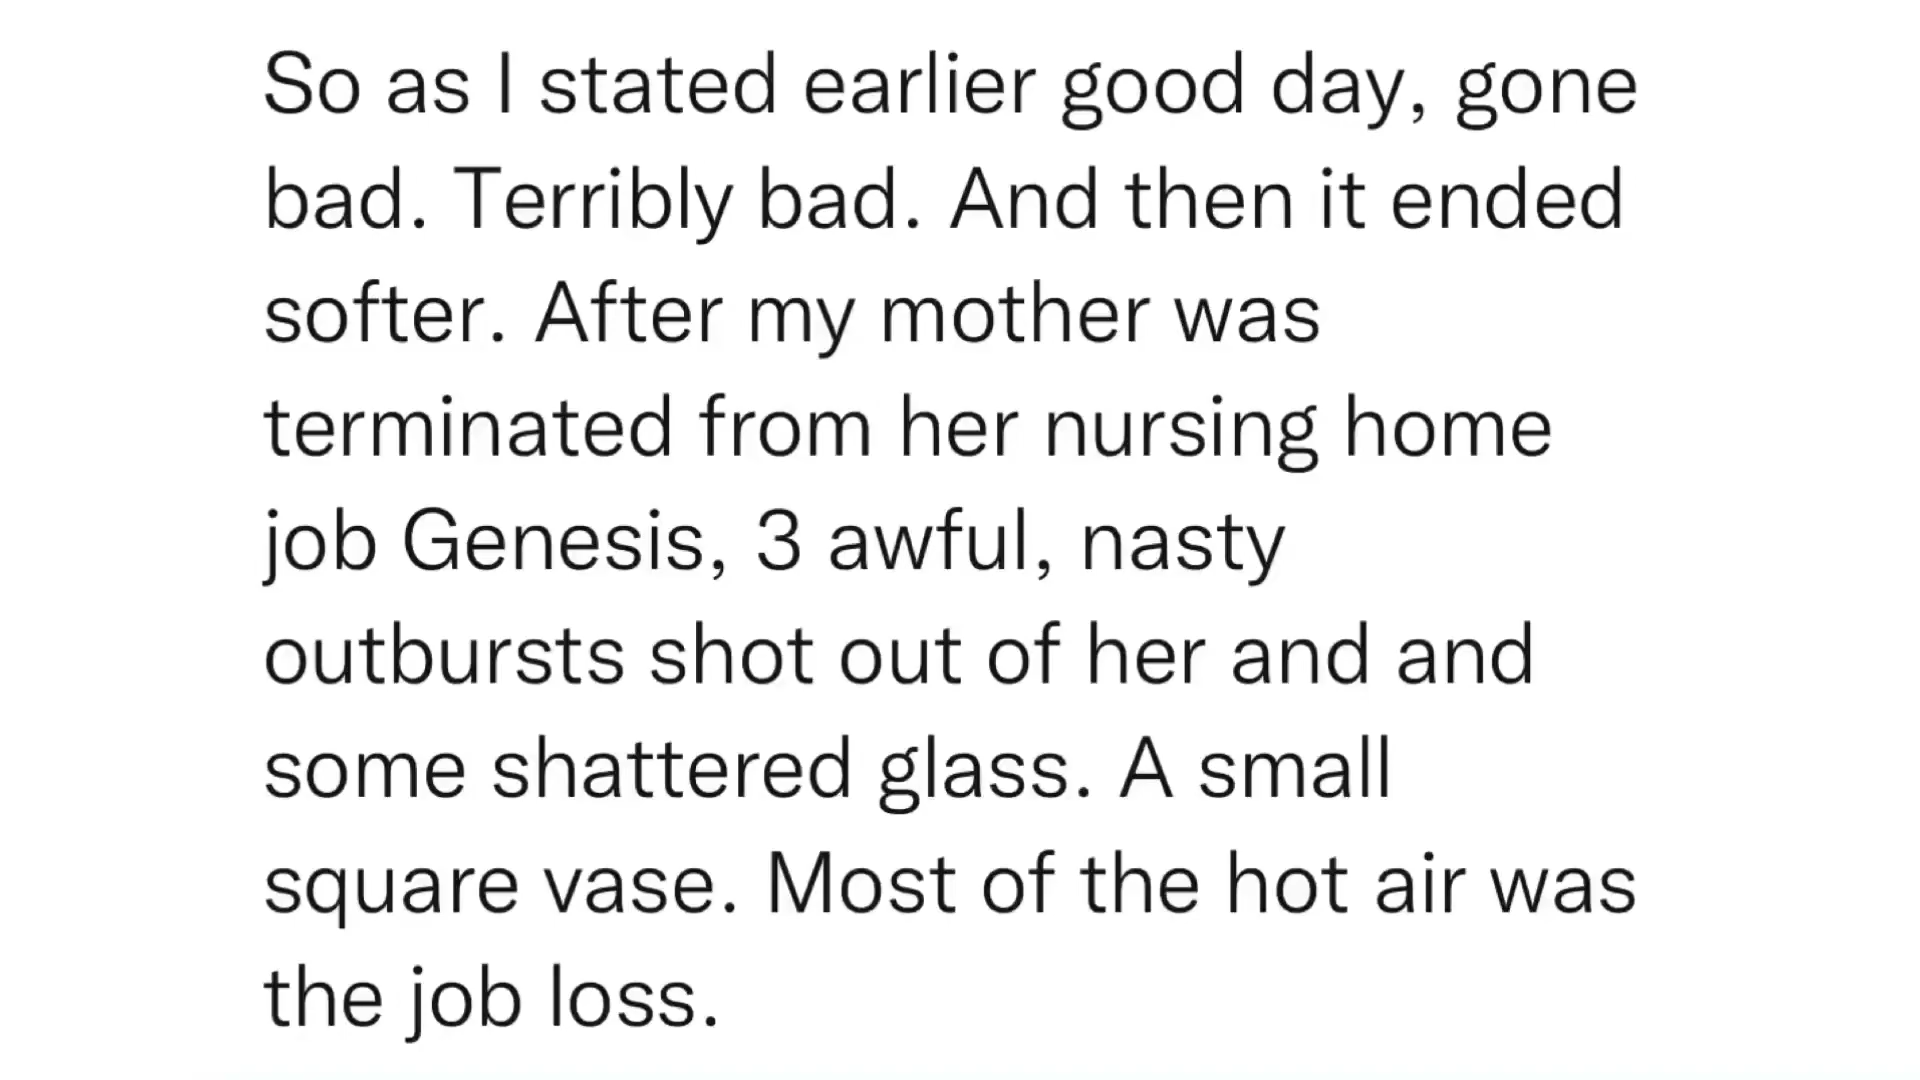 So as I stated earlier good day, gone
bad. Terribly bad. And then it ended
softer. After my mother was
terminated from her nursing home
job Genesis, 3 awful, nasty
outbursts shot out of her and and
some shattered glass. A small
square vase. Most of the hot air was
the job loss.